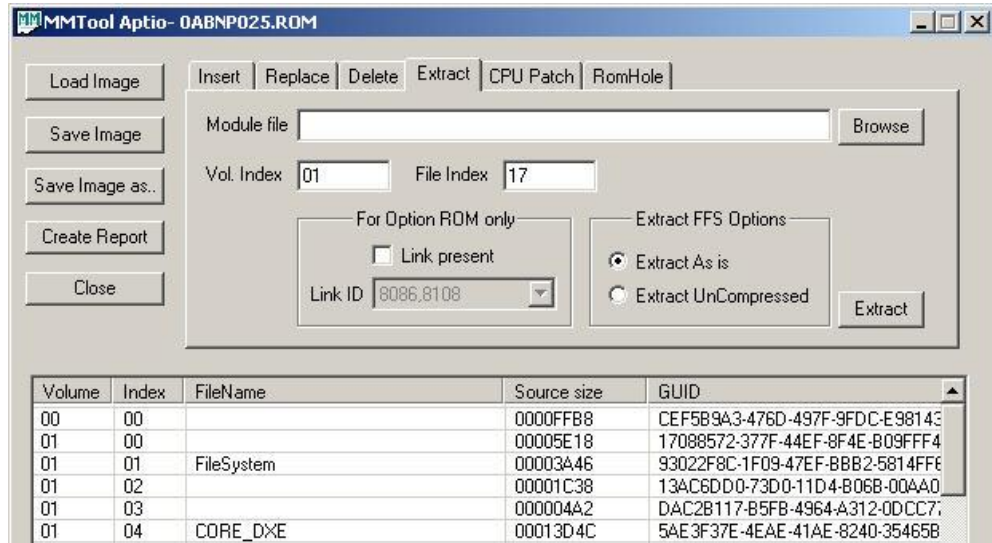 MMTool Aptio- 0ABNP025.ROM
Load Image
Save Image
Save Image as..
Create Report
Close
Insert Replace Delete Extract CPU Patch RomHole
Module file Browse
Vol. Index 01 File Index 17
For Option ROM only
Link present
Link ID 8086,8108
Extract FFS Options
Extract As is
Extract UnCompressed
Extract
Volume Index FileName Source size GUID
00 00 0000FFB8 CEF5B9A3-476D-497F-9FDC-E98143
01 00 00005E18 17088572-377F-44EF-8F4E-B09FFF4
01 01 FileSystem 00003A46 93022F8C-1F09-47EF-BBB2-5814FF6
01 02 00001C38 13AC6DD0-73D0-11D4-B06B-00AA0
01 03 000004A2 DAC2B117-B5FB-4964-A312-0DCC77
01 04 CORE_DXE 00013D4C 5AE3F37E-4EAE-41AE-8240-35465B